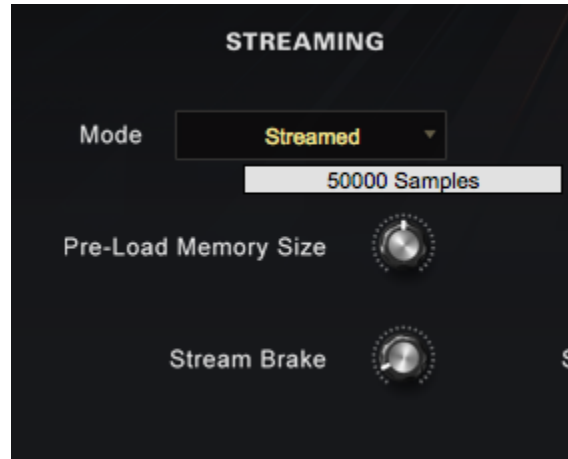 STREAMING
Mode Streamed
50000 Samples
Pre-Load Memory Size
Stream Brake